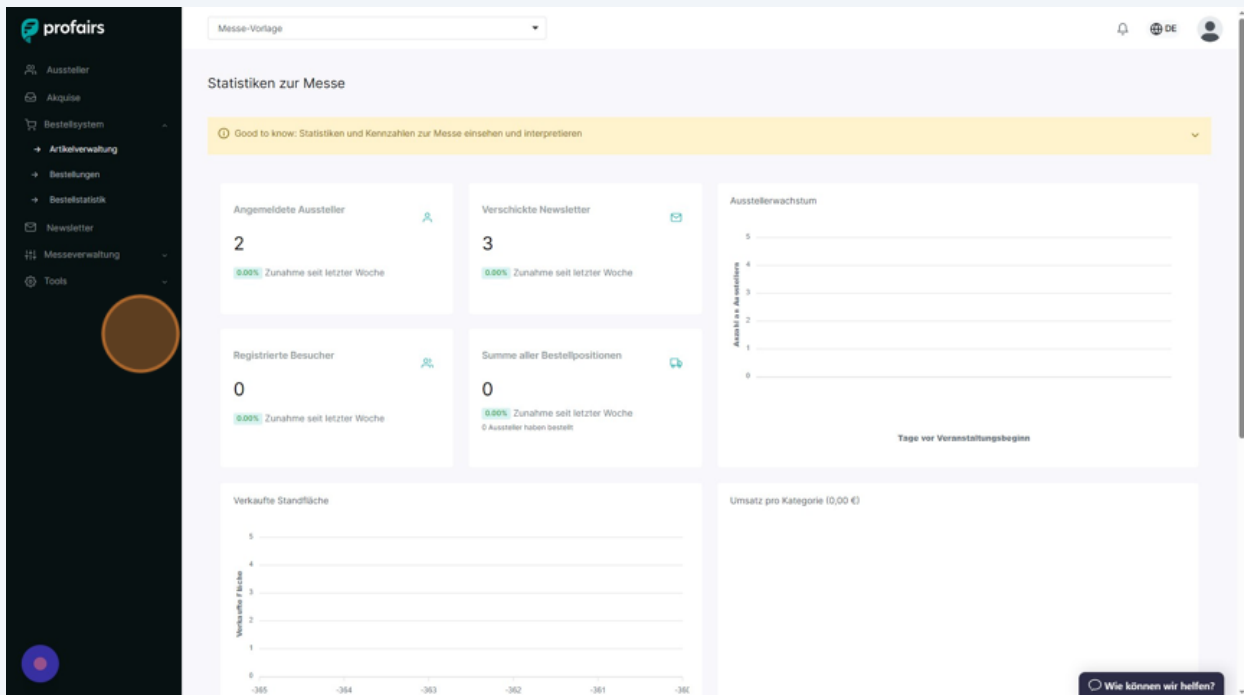 profairs
Messe-Vorlage
DE
Aussteller
Akquise
Bestellsystem
Artikelverwaltung
Bestellungen
Bestellstatistik
Newsletter
Messeverwaltung
Tools
Statistiken zur Messe
Good to know: Statistiken und Kennzahlen zur Messe einsehen und interpretieren
Angemeldete Aussteller
2
0.00% Zunahme seit letzter Woche
Verschickte Newsletter
3
0.00% Zunahme seit letzter Woche
Ausstellerwachstum
5
4
3
2
1
0
Anzahl an Ausstellern
Tage vor Veranstaltungsbeginn
Registrierte Besucher
0
0.00% Zunahme seit letzter Woche
Summe aller Bestellpositionen
0
0.00% Zunahme seit letzter Woche
0 Aussteller haben bestellt
Verkaufte Standfläche
5
4
3
2
1
0
Verkaufte Fläche
-365 -364 -363 -362 -361 -360
Umsatz pro Kategorie (0,00 €)
Wie können wir helfen?